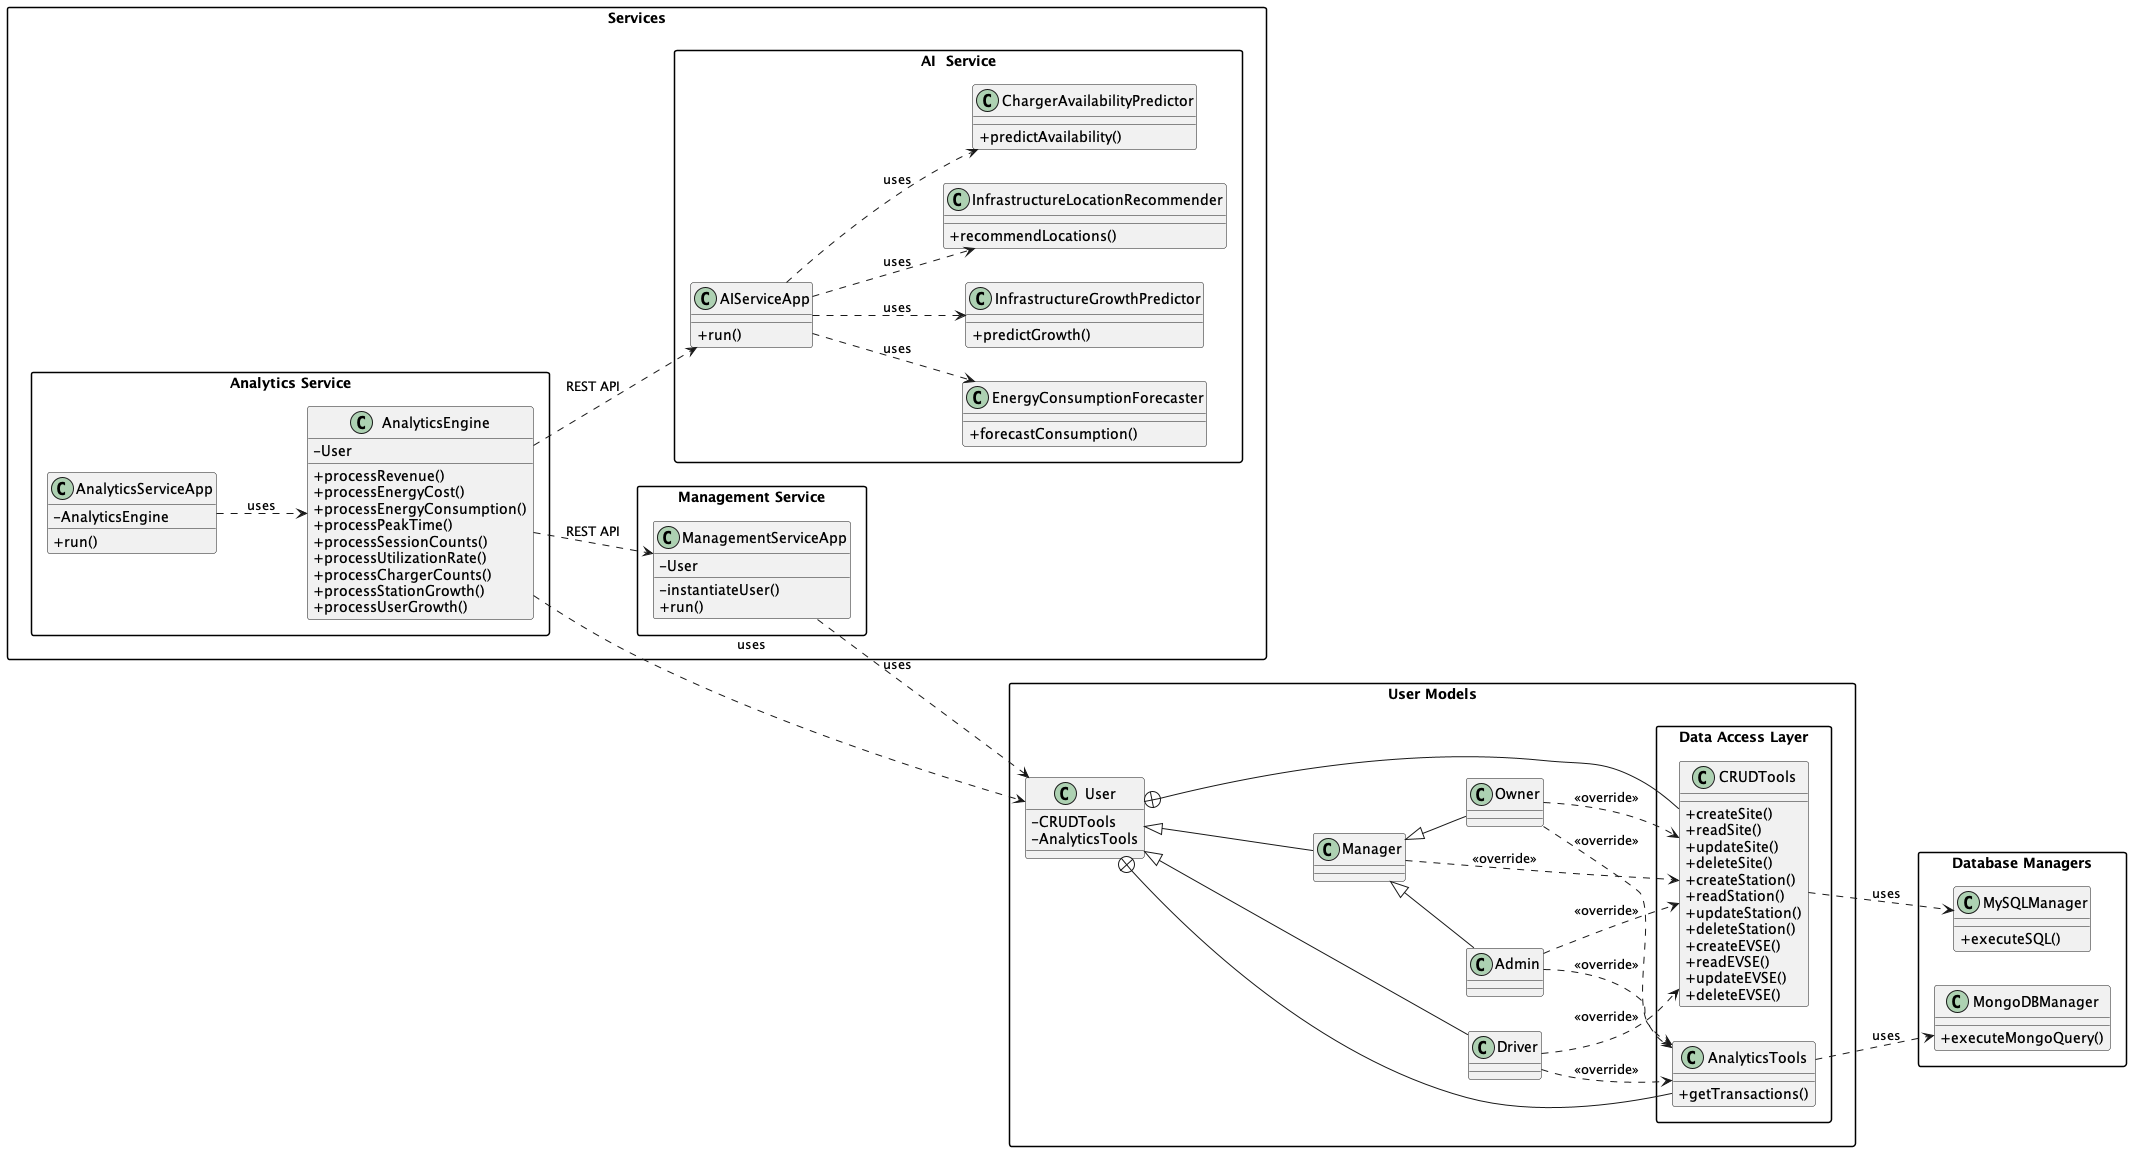 Services
AI  Service
C ChargerAvailabilityPredictor
+predictAvailability()
uses
C InfrastructureLocationRecommender
+recommendLocations()
uses
C AIServiceApp
+run()
uses
C InfrastructureGrowthPredictor
+predictGrowth()
uses
C EnergyConsumptionForecaster
+forecastConsumption()
REST API
Analytics Service
C AnalyticsServiceApp
-AnalyticsEngine
+run()
uses
C AnalyticsEngine
-User
+processRevenue()
+processEnergyCost()
+processEnergyConsumption()
+processPeakTime()
+processSessionCounts()
+processUtilizationRate()
+processChargerCounts()
+processStationGrowth()
+processUserGrowth()
REST API
Management Service
C ManagementServiceApp
-User
-instantiateUser()
+run()
uses
uses
User Models
C User
-CRUDTools
-AnalyticsTools
C Manager
C Owner
C Admin
C Driver
«override»
«override»
«override»
«override»
«override»
«override»
«override»
Data Access Layer
C CRUDTools
+createSite()
+readSite()
+updateSite()
+deleteSite()
+createStation()
+readStation()
+updateStation()
+deleteStation()
+createEVSE()
+readEVSE()
+updateEVSE()
+deleteEVSE()
C AnalyticsTools
+getTransactions()
uses
uses
Database Managers
C MySQLManager
+executeSQL()
C MongoDBManager
+executeMongoQuery()